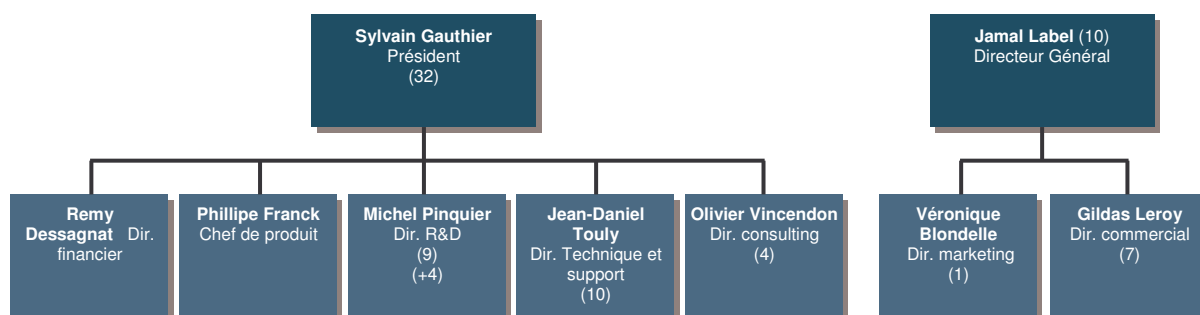 Sylvain Gauthier
Président
(32)
Jamal Label (10)
Directeur Général
Remy
Dessagnat Dir.
financier
Phillipe Franck
Chef de produit
Michel Pinquier
Dir. R&D
(9)
(+4)
Jean-Daniel
Touly
Dir. Technique et
support
(10)
Olivier Vincendon
Dir. consulting
(4)
Véronique
Blondelle
Dir. marketing
(1)
Gildas Leroy
Dir. commercial
(7)